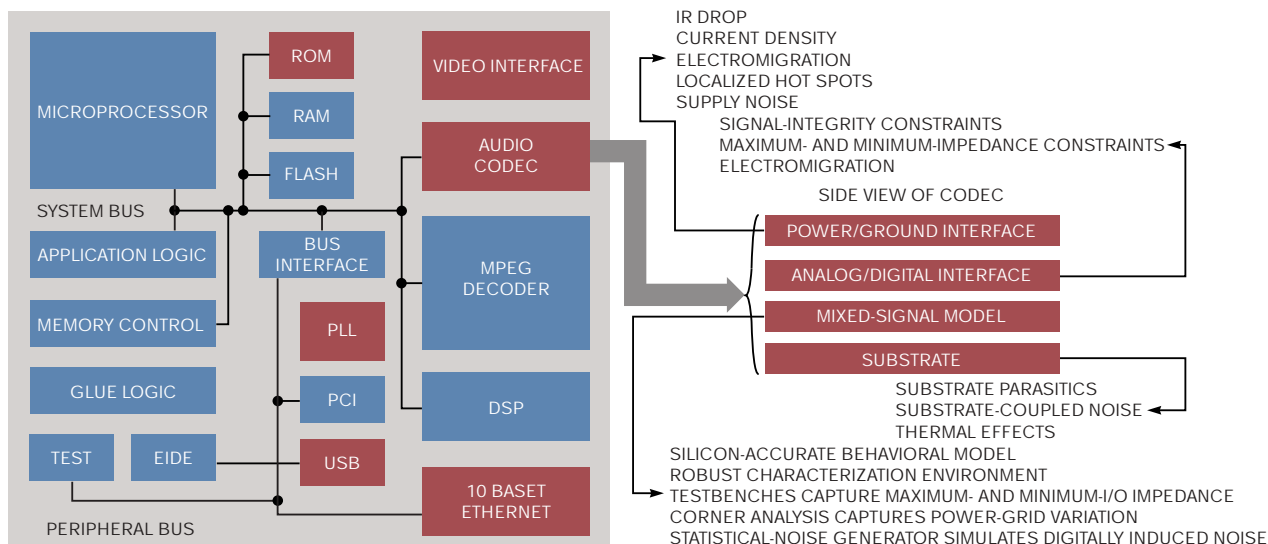 MICROPROCESSOR
ROM
RAM
FLASH
VIDEO INTERFACE
AUDIO
CODEC
SYSTEM BUS
APPLICATION LOGIC
BUS
INTERFACE
MPEG
DECODER
MEMORY CONTROL
PLL
GLUE LOGIC
PCI
DSP
TEST
EIDE
USB
10 BASET
ETHERNET
PERIPHERAL BUS
IR DROP
CURRENT DENSITY
ELECTROMIGRATION
LOCALIZED HOT SPOTS
SUPPLY NOISE
SIGNAL-INTEGRITY CONSTRAINTS
MAXIMUM- AND MINIMUM-IMPEDANCE CONSTRAINTS
ELECTROMIGRATION
SIDE VIEW OF CODEC
POWER/GROUND INTERFACE
ANALOG/DIGITAL INTERFACE
MIXED-SIGNAL MODEL
SUBSTRATE
SUBSTRATE PARASITICS
SUBSTRATE-COUPLED NOISE
THERMAL EFFECTS
SILICON-ACCURATE BEHAVIORAL MODEL
ROBUST CHARACTERIZATION ENVIRONMENT
TESTBENCHES CAPTURE MAXIMUM- AND MINIMUM-I/O IMPEDANCE
CORNER ANALYSIS CAPTURES POWER-GRID VARIATION
STATISTICAL-NOISE GENERATOR SIMULATES DIGITALLY INDUCED NOISE